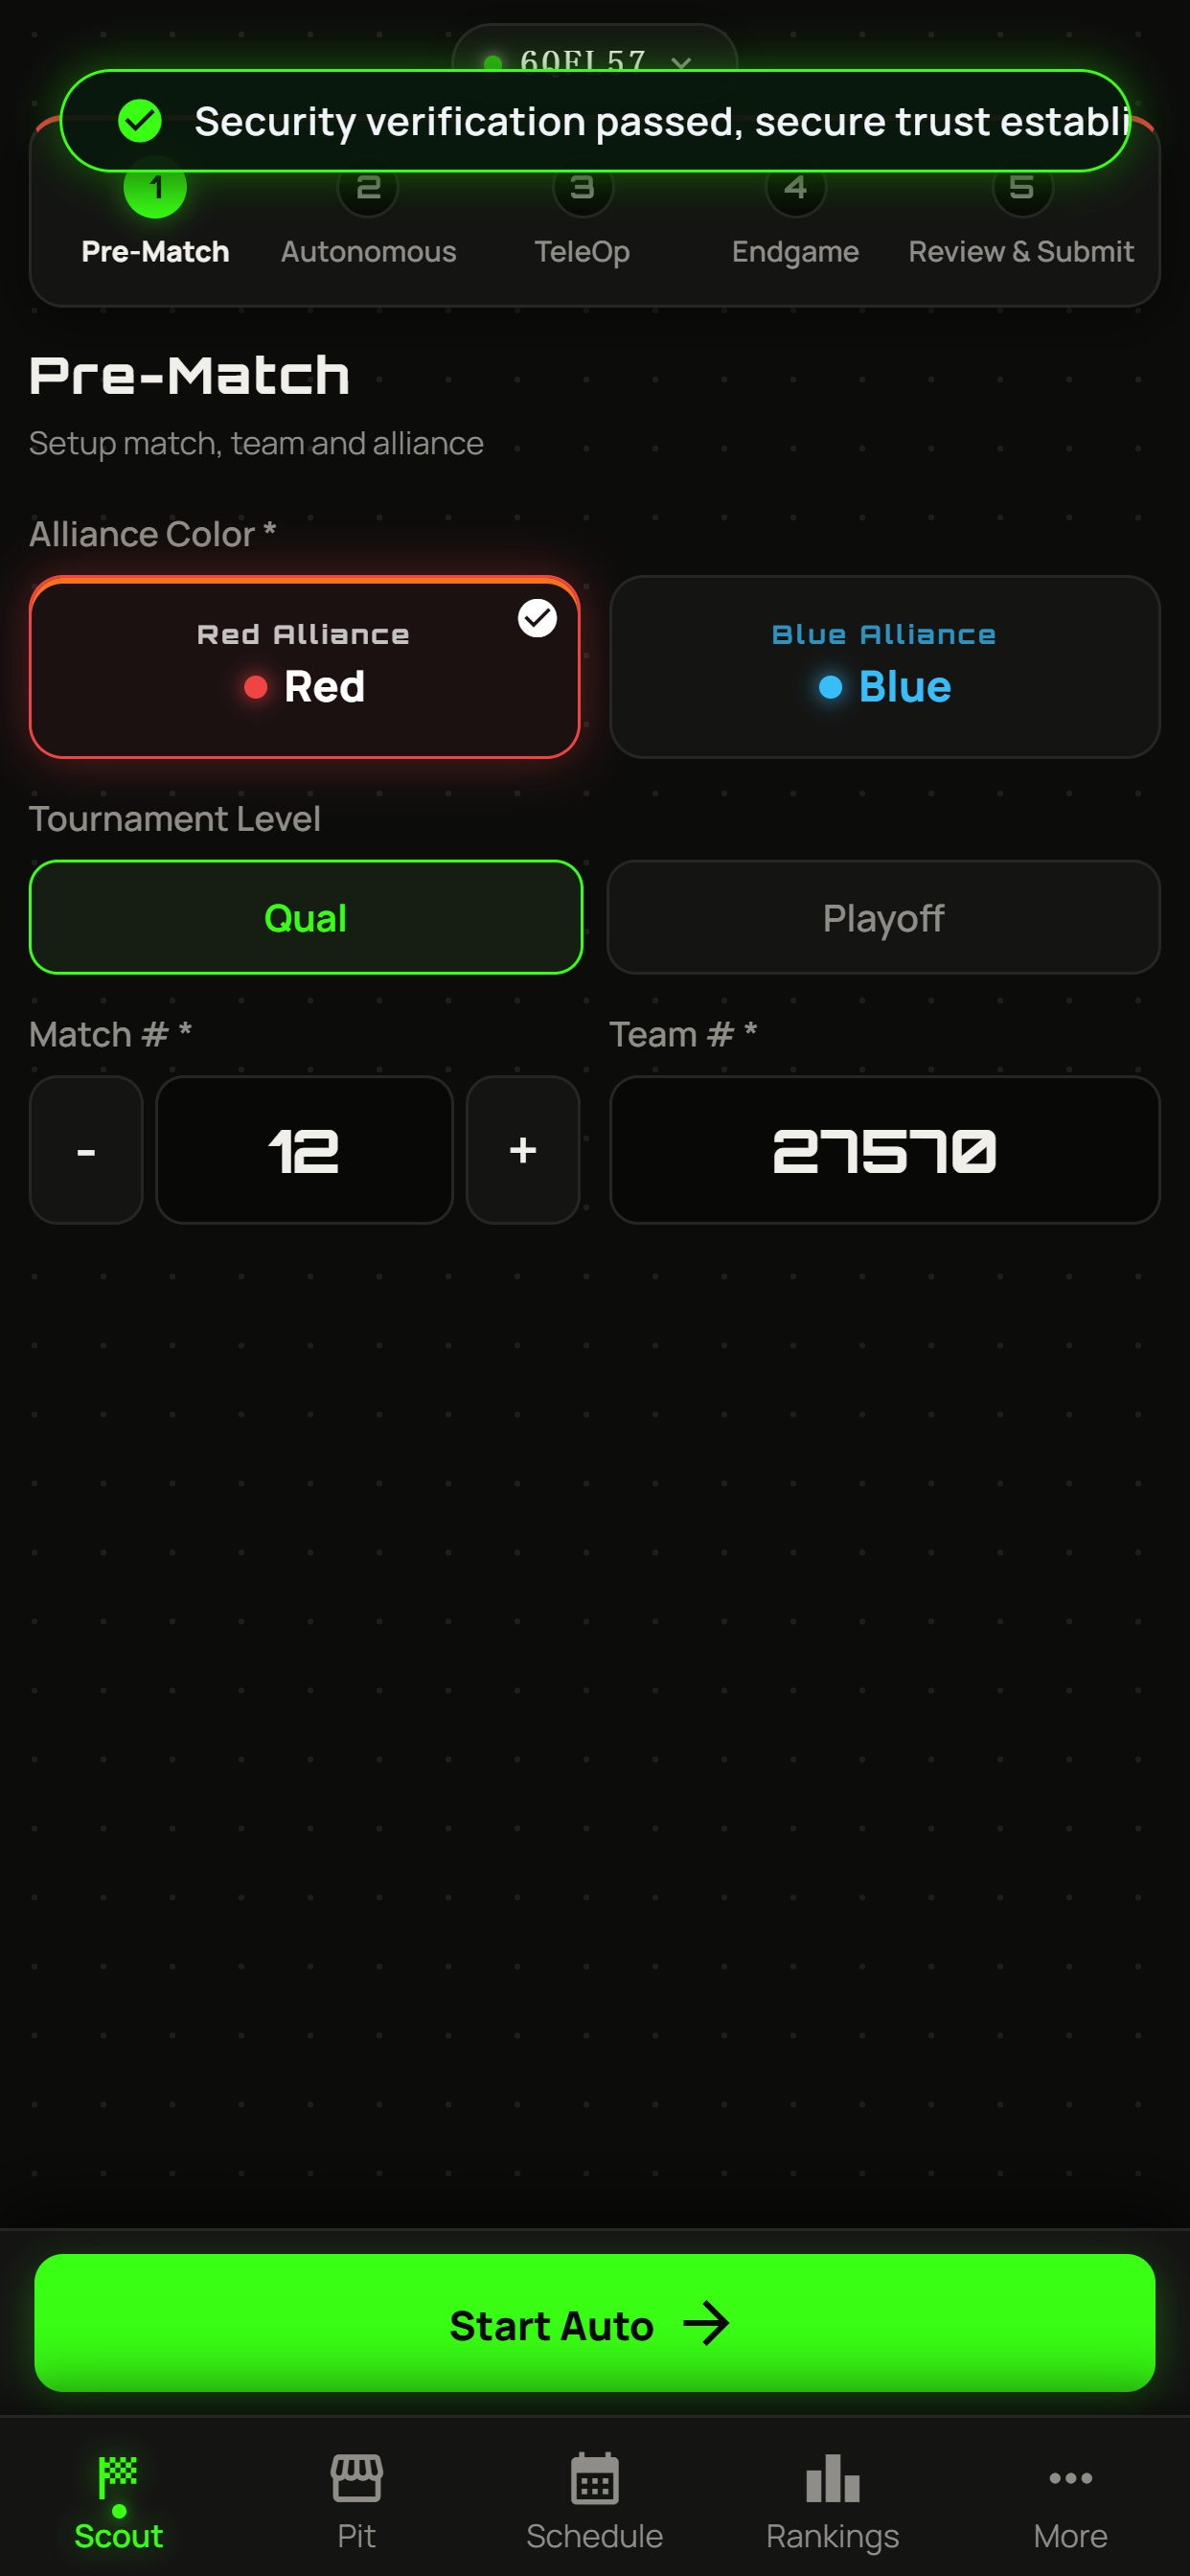 6QFL57
Security verification passed, secure trust establi
1 2 3 4 5
Pre-Match Autonomous TeleOp Endgame Review & Submit
Pre-Match
Setup match, team and alliance
Alliance Color *
Red Alliance Blue Alliance
Red Blue
Tournament Level
Qual Playoff
Match # * Team # *
- 12 + 27570
Start Auto →
Scout Pit Schedule Rankings More